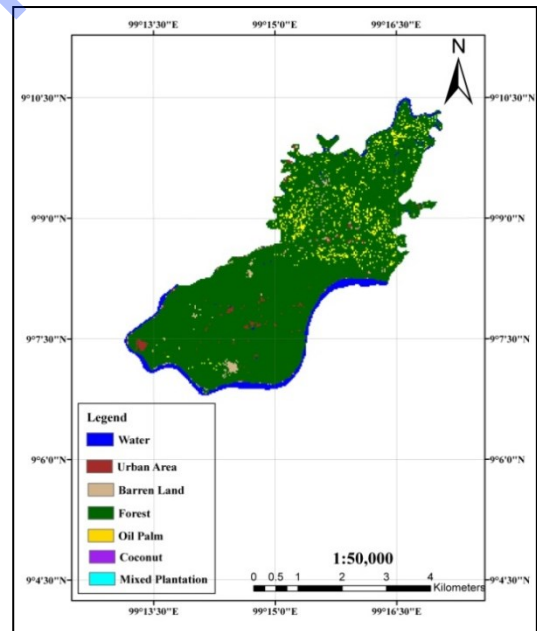 99°13'30"E 99°15'0"E 99°16'30"E
N
9°10'30"N 9°10'30"N
9°9'0"N 9°9'0"N
9°7'30"N 9°7'30"N
Legend
Water
Urban Area
Barren Land
Forest
Oil Palm
Coconut
Mixed Plantation
9°6'0"N 9°6'0"N
1:50,000
0 0.5 1 2 3 4
Kilometers
9°4'30"N 9°4'30"N
99°13'30"E 99°15'0"E 99°16'30"E